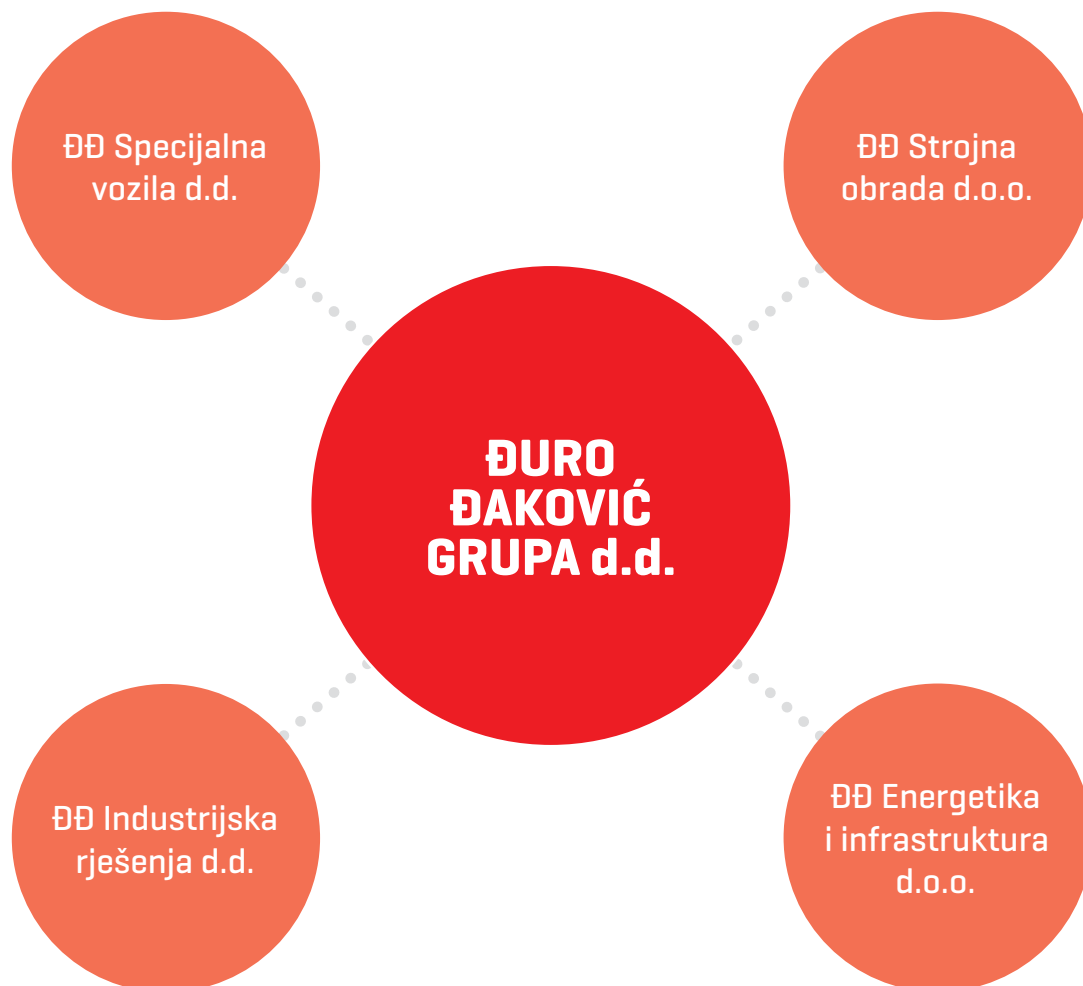 ĐĐ Specijalna
vozila d.d.
ĐĐ Strojna
obrada d.o.o.
ĐURO
ĐAKOVIĆ
GRUPA d.d.
ĐĐ Industrijska
rješenja d.d.
ĐĐ Energetika
i infrastruktura
d.o.o.